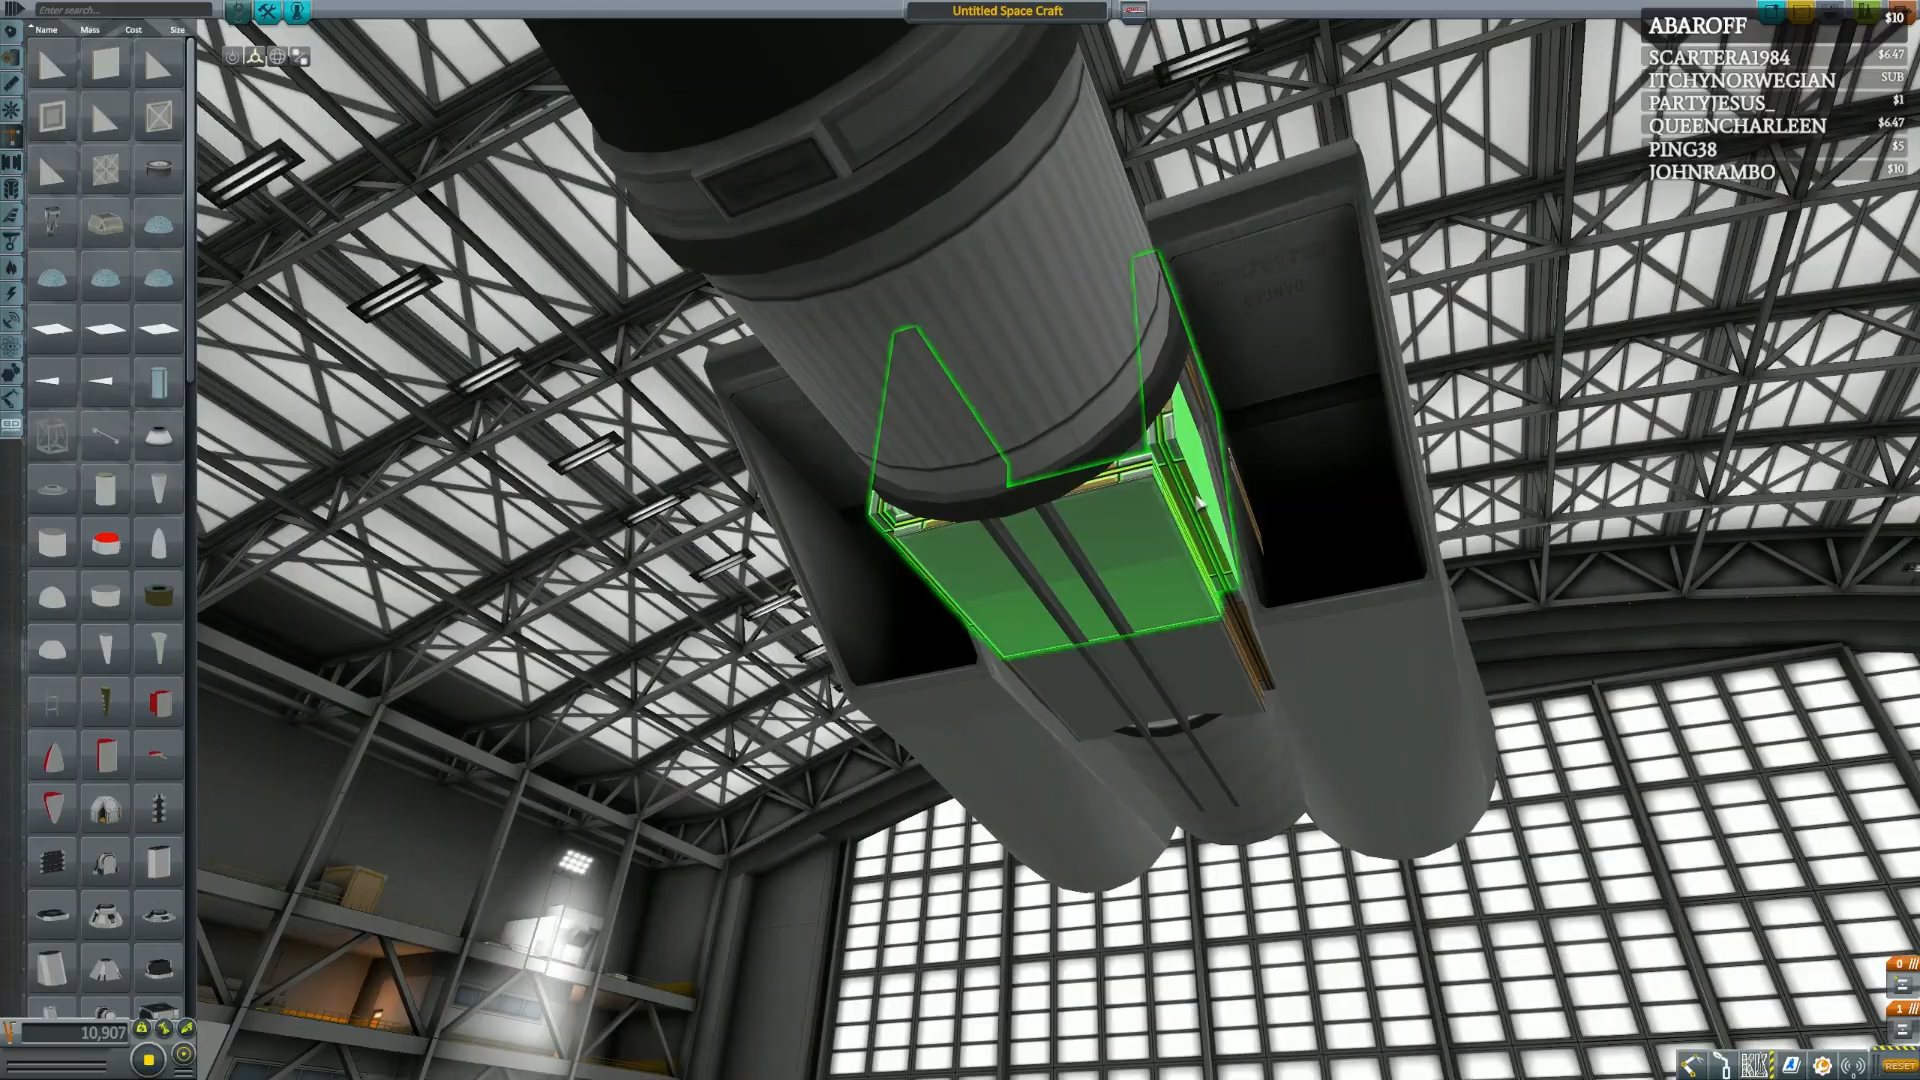 Enter search...
Untitled Space Craft
Name Mass Cost Size
$10
ABAROFF
SCARTERA1984 $6.47
ITCHYNORWEGIAN SUB
PARTYJESUS_ $1
QUEENCHARLEEN $6.47
PING38 $5
JOHNRAMBO $10
DANGER
0
1
10,907
RESET